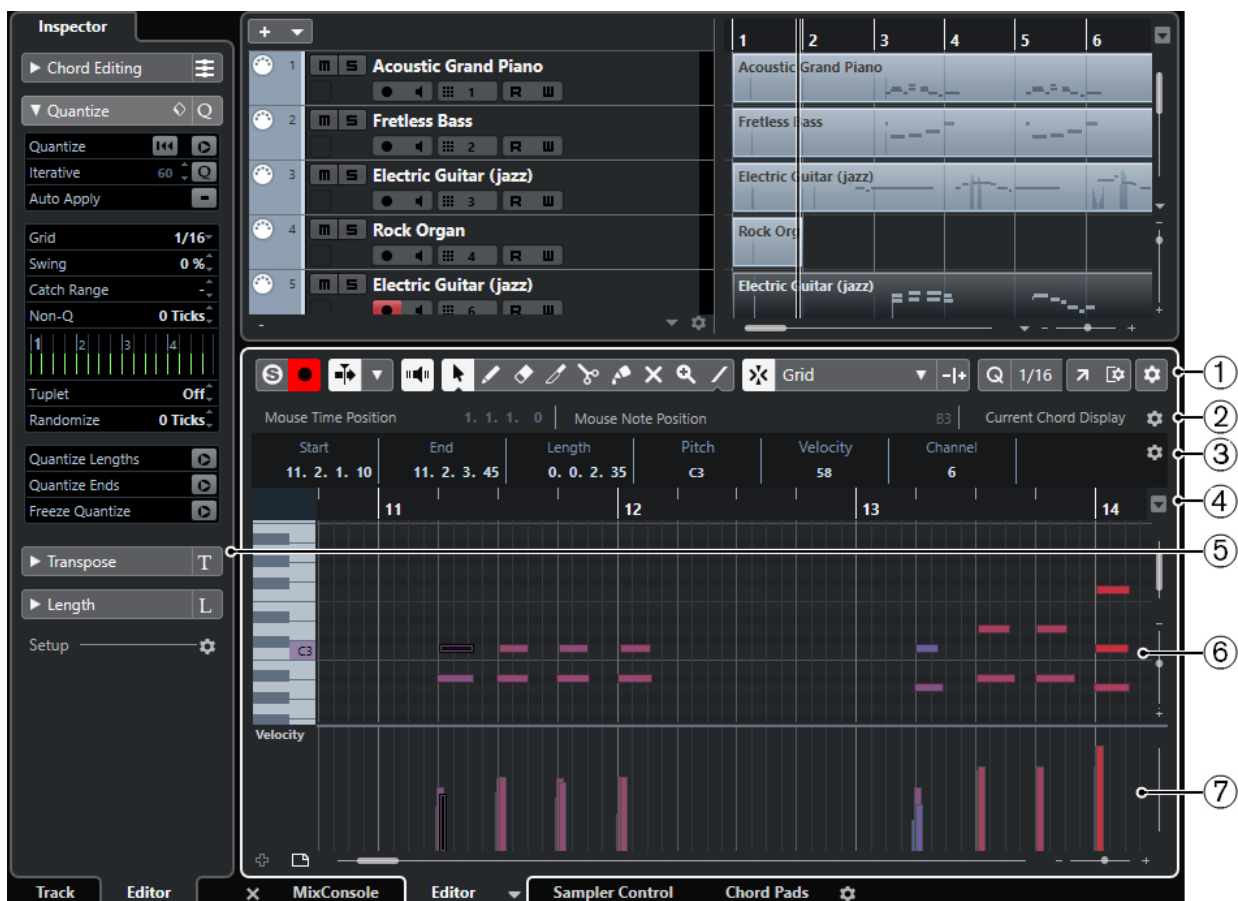 Inspector
Chord Editing
Quantize Q
Quantize
Iterative 60 Q
Auto Apply
Grid 1/16
Swing 0 %
Catch Range -
Non-Q 0 Ticks
1 2 3 4
Tuplet Off
Randomize 0 Ticks
Quantize Lengths
Quantize Ends
Freeze Quantize
Transpose T
Length L
Setup
Track Editor
+
1 m S Acoustic Grand Piano
1 R W
2 m S Fretless Bass
2 R W
3 m S Electric Guitar (jazz)
3 R W
4 m S Rock Organ
4 R W
5 m S Electric Guitar (jazz)
6 R W
-
1 2 3 4 5 6
Acoustic Grand Piano
Fretless Bass
Electric Guitar (jazz)
Rock Org
Electric Guitar (jazz)
S Grid Q 1/16 1
Mouse Time Position 1. 1. 1. 0 Mouse Note Position B3 Current Chord Display 2
Start End Length Pitch Velocity Channel
11. 2. 1. 10 11. 2. 3. 45 0. 0. 2. 35 C3 58 6 3
11 12 13 14 4
5
C3 6
Velocity
7
MixConsole Editor Sampler Control Chord Pads